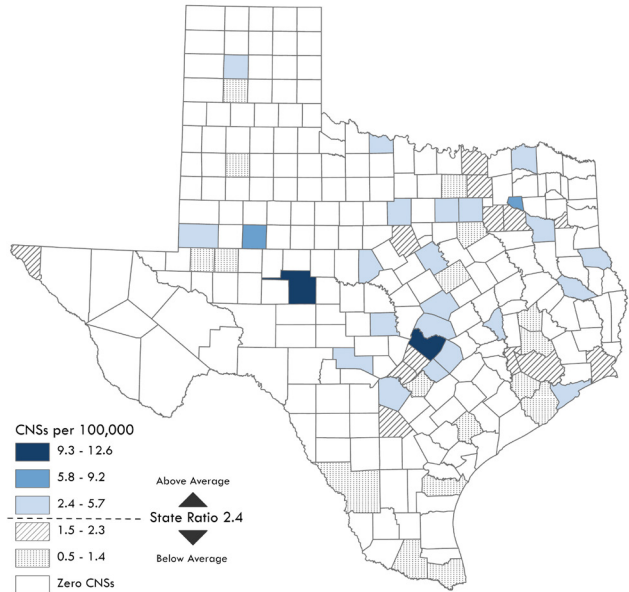 CNSs per 100,000
9.3 - 12.6
5.8 - 9.2
2.4 - 5.7
1.5 - 2.3
0.5 - 1.4
Zero CNSs
Above Average
State Ratio 2.4
Below Average